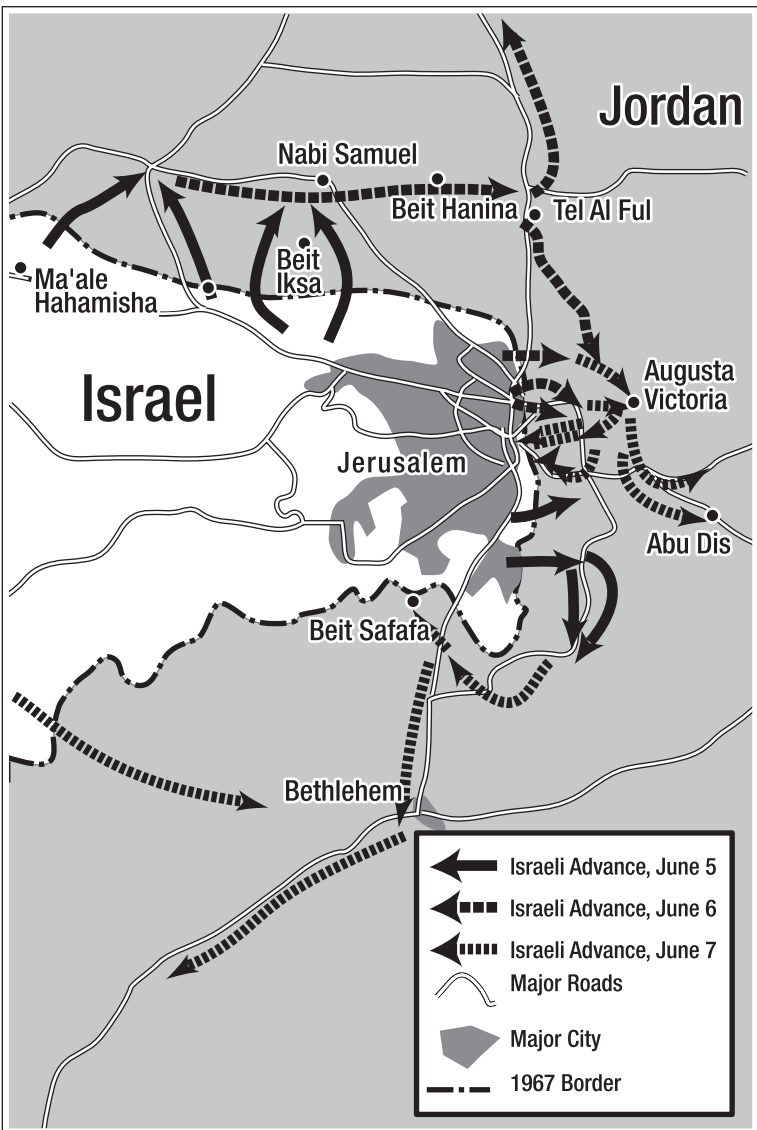 Jordan
Nabi Samuel
Beit Hanina
Tel Al Ful
Beit
Iksa
Ma'ale
Hahamisha
Israel
Augusta
Victoria
Jerusalem
Abu Dis
Beit Safafa
Bethlehem
Israeli Advance, June 5
Israeli Advance, June 6
Israeli Advance, June 7
Major Roads
Major City
1967 Border